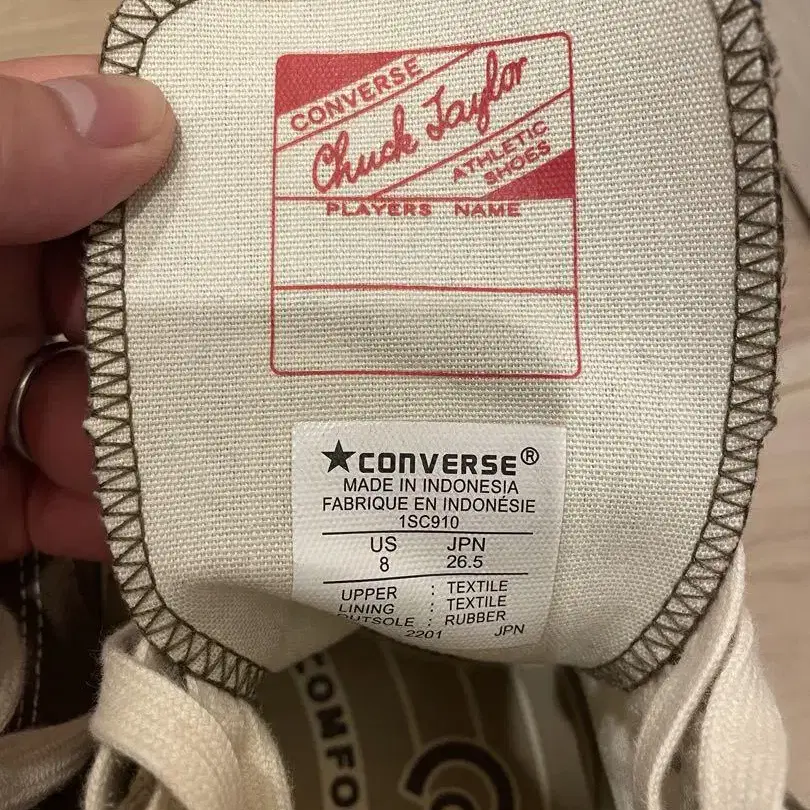 CONVERSE
Chuck Taylor
ATHLETIC
SHOES
PLAYERS NAME
★CONVERSE®
MADE IN INDONESIA
FABRIQUE EN INDONÉSIE
1SC910
US JPN
8 26.5
UPPER : TEXTILE
LINING : TEXTILE
OUTSOLE : RUBBER
2201 JPN